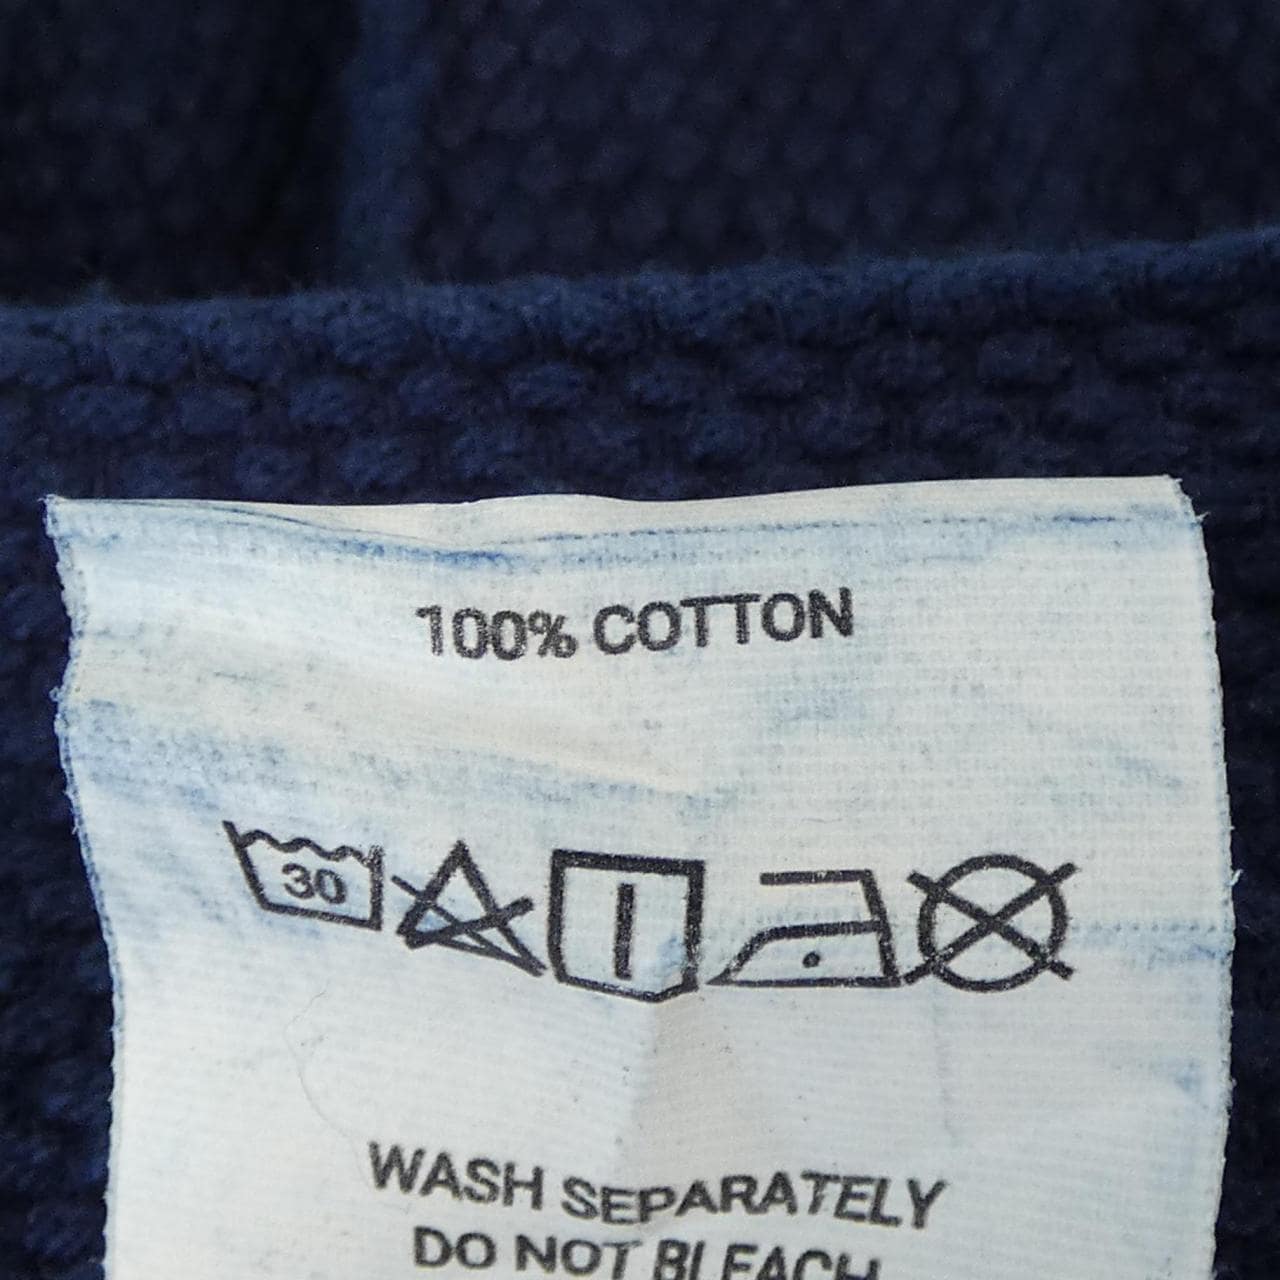 100% COTTON
30
WASH SEPARATELY
DO NOT BLEACH